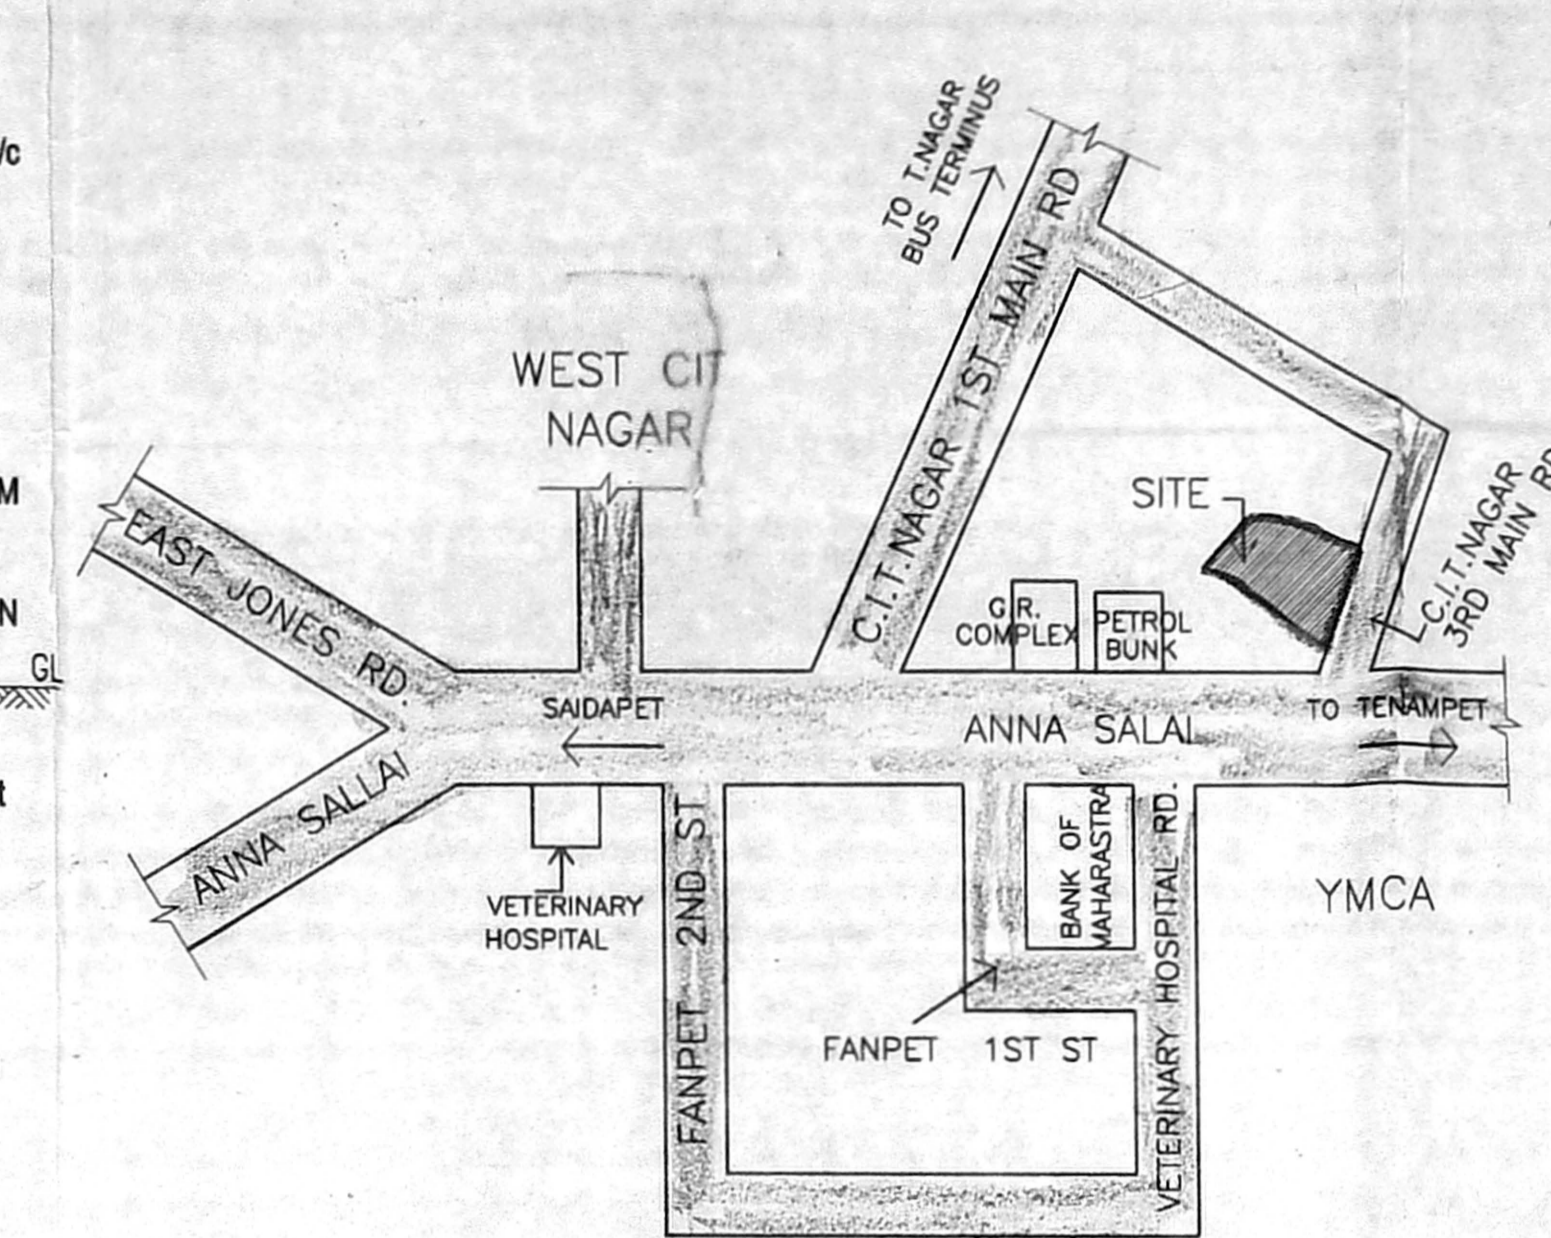 /c
M
N
GL
t
TO T.NAGAR
BUS TERMINUS
C.I.T.NAGAR 1ST MAIN RD
WEST CIT
NAGAR
EAST JONES RD.
SITE
C.I.T.NAGAR
3RD MAIN RD
G.R.
COMPLEX
PETROL
BUNK
SAIDAPET
ANNA SALAI
TO TENAMPET
ANNA SALLAI
VETERINARY
HOSPITAL
FANPET 2ND ST
BANK OF
MAHARASTRA
VETERINARY HOSPITAL RD.
YMCA
FANPET 1ST ST